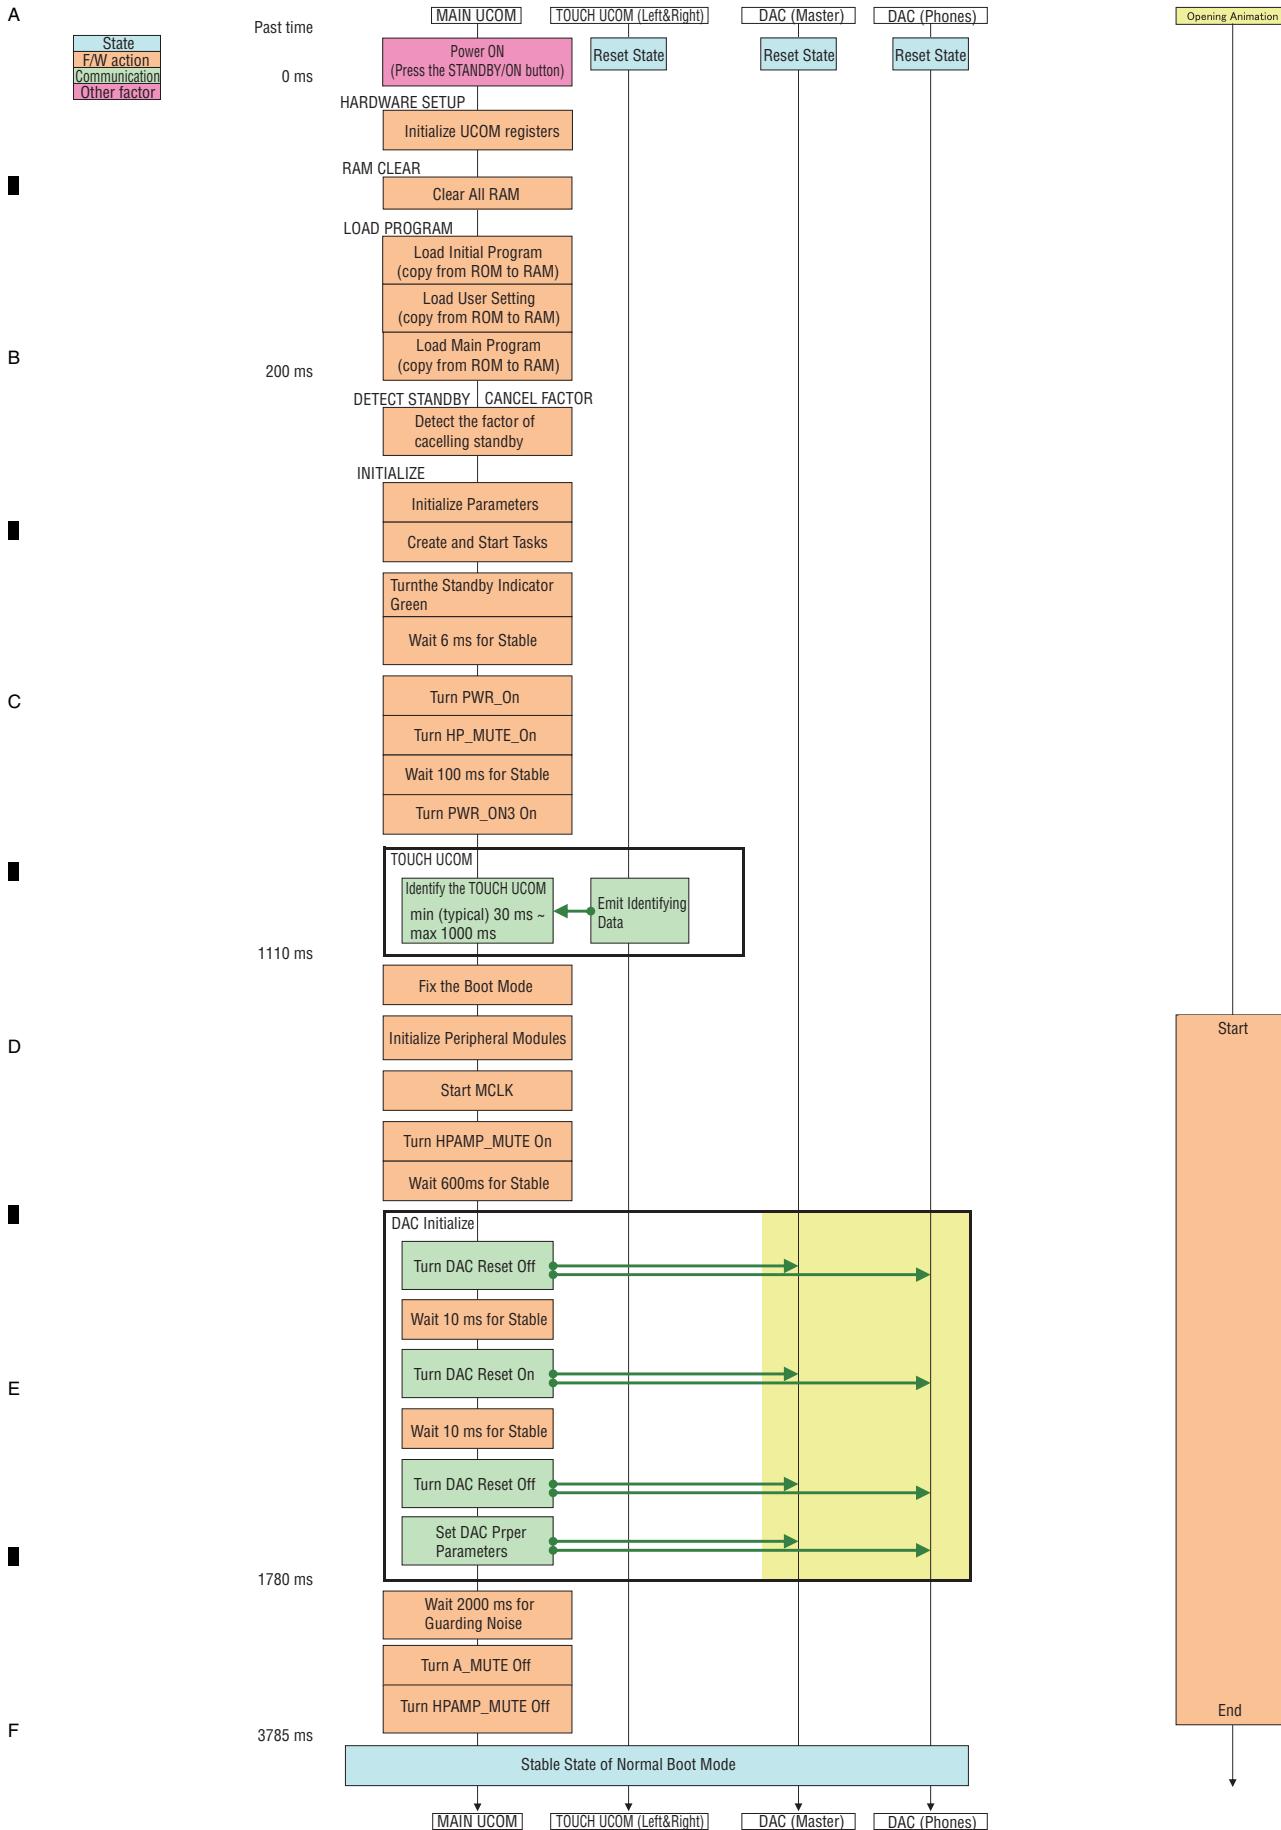 A
MAIN UCOM
TOUCH UCOM (Left&Right)
DAC (Master)
DAC (Phones)
Opening Animation
Past time
State
F/W action
Communication
Other factor
0 ms
Power ON
(Press the STANDBY/ON button)
Reset State
Reset State
Reset State
HARDWARE SETUP
Initialize UCOM registers
RAM CLEAR
Clear All RAM
LOAD PROGRAM
Load Initial Program
(copy from ROM to RAM)
Load User Setting
(copy from ROM to RAM)
B
Load Main Program
(copy from ROM to RAM)
200 ms
DETECT STANDBY CANCEL FACTOR
Detect the factor of
cacelling standby
INITIALIZE
Initialize Parameters
Create and Start Tasks
Turnthe Standby Indicator
Green
Wait 6 ms for Stable
C
Turn PWR_On
Turn HP_MUTE_On
Wait 100 ms for Stable
Turn PWR_ON3 On
TOUCH UCOM
Identify the TOUCH UCOM
min (typical) 30 ms ~
max 1000 ms
Emit Identifying
Data
1110 ms
Fix the Boot Mode
D
Initialize Peripheral Modules
Start
Start MCLK
Turn HPAMP_MUTE On
Wait 600ms for Stable
DAC Initialize
Turn DAC Reset Off
Wait 10 ms for Stable
E
Turn DAC Reset On
Wait 10 ms for Stable
Turn DAC Reset Off
Set DAC Prper
Parameters
1780 ms
Wait 2000 ms for
Guarding Noise
Turn A_MUTE Off
Turn HPAMP_MUTE Off
End
F
3785 ms
Stable State of Normal Boot Mode
MAIN UCOM
TOUCH UCOM (Left&Right)
DAC (Master)
DAC (Phones)